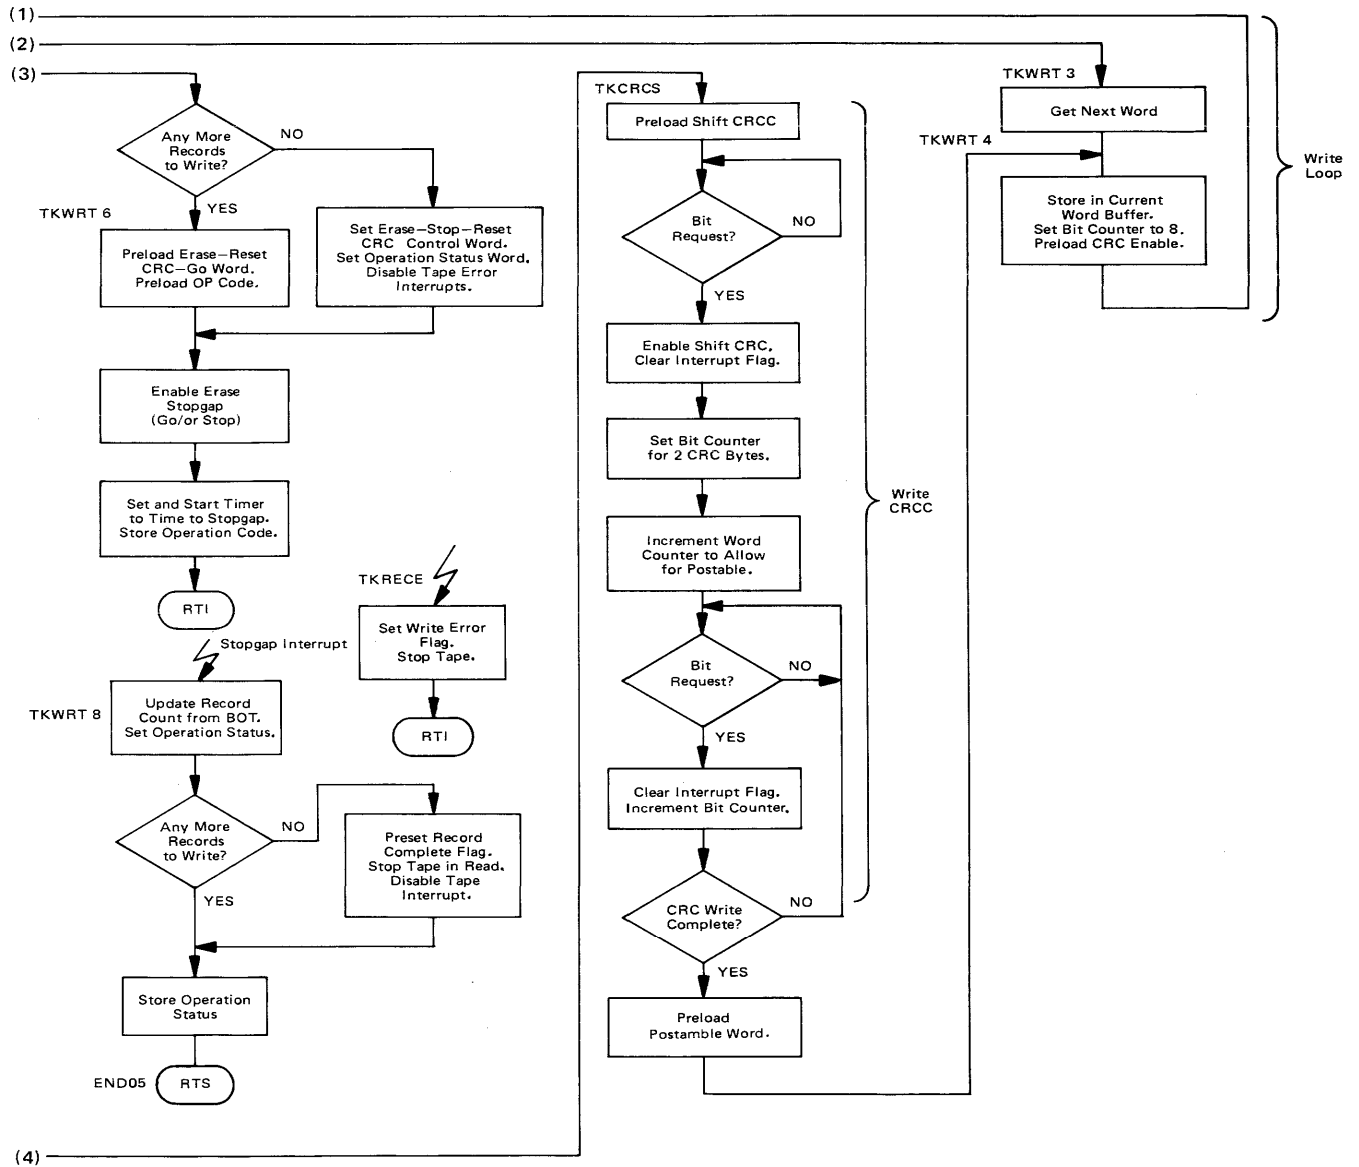 (1)
(2)
(3)
Any More
Records
to Write?
NO
YES
TKWRT 6
Preload Erase–Reset
CRC–Go Word.
Preload OP Code.
Set Erase–Stop–Reset
CRC Control Word.
Set Operation Status Word.
Disable Tape Error
Interrupts.
Enable Erase
Stopgap
(Go/or Stop)
Set and Start Timer
to Time to Stopgap.
Store Operation Code.
RTI
TKRECE
Set Write Error
Flag.
Stop Tape.
RTI
Stopgap Interrupt
TKWRT 8
Update Record
Count from BOT.
Set Operation Status.
Any More
Records
to Write?
NO
YES
Preset Record
Complete Flag.
Stop Tape in Read.
Disable Tape
Interrupt.
Store Operation
Status
END05
RTS
(4)
TKCRCS
Preload Shift CRCC
Bit
Request?
NO
YES
Enable Shift CRC.
Clear Interrupt Flag.
Set Bit Counter
for 2 CRC Bytes.
Increment Word
Counter to Allow
for Postable.
Bit
Request?
NO
YES
Clear Interrupt Flag.
Increment Bit Counter.
CRC Write
Complete?
NO
YES
Preload
Postamble Word.
Write
CRCC
TKWRT 3
Get Next Word
TKWRT 4
Store in Current
Word Buffer.
Set Bit Counter to 8.
Preload CRC Enable.
Write
Loop